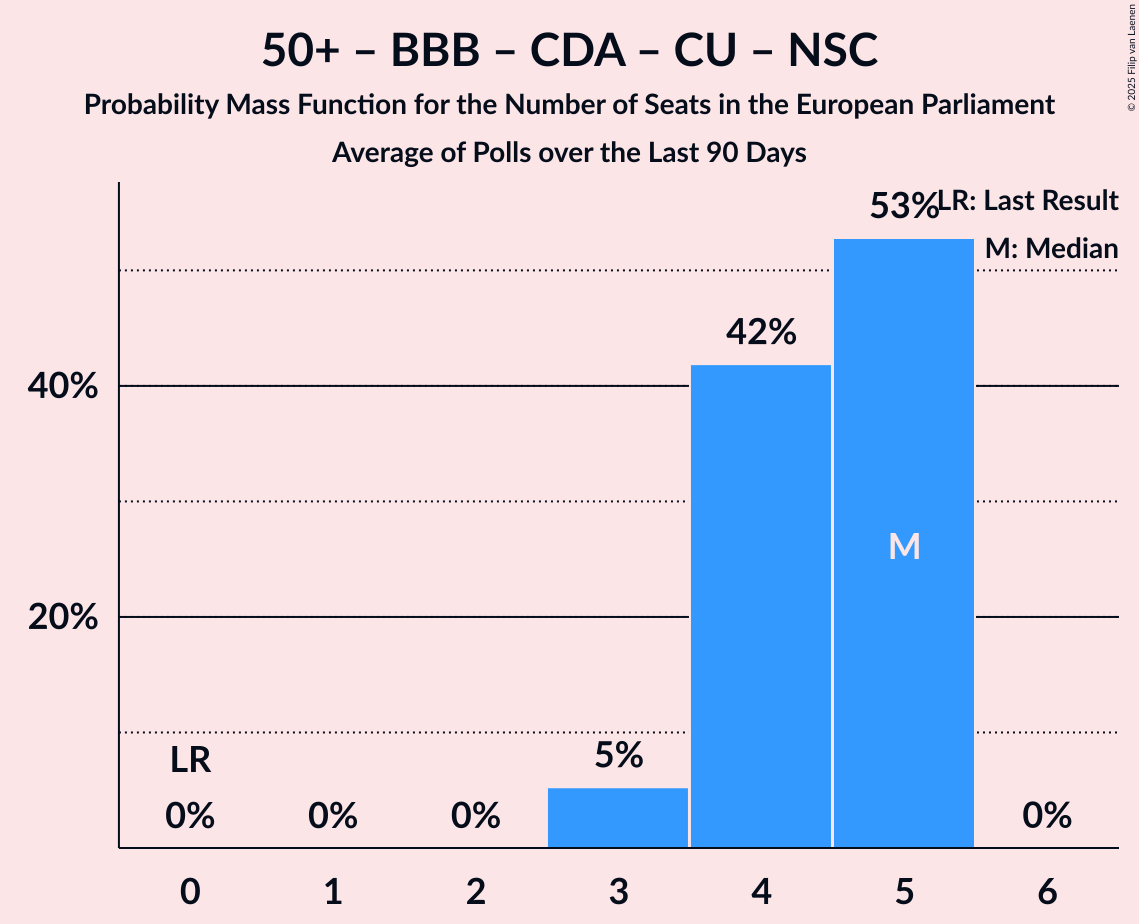 50+ – BBB – CDA – CU – NSC
Probability Mass Function for the Number of Seats in the European Parliament
Average of Polls over the Last 90 Days
© 2025 Filip van Laenen
LR: Last Result
M: Median
53%
42%
40%
M
20%
LR
5%
0% 0% 0% 0%
0 1 2 3 4 5 6